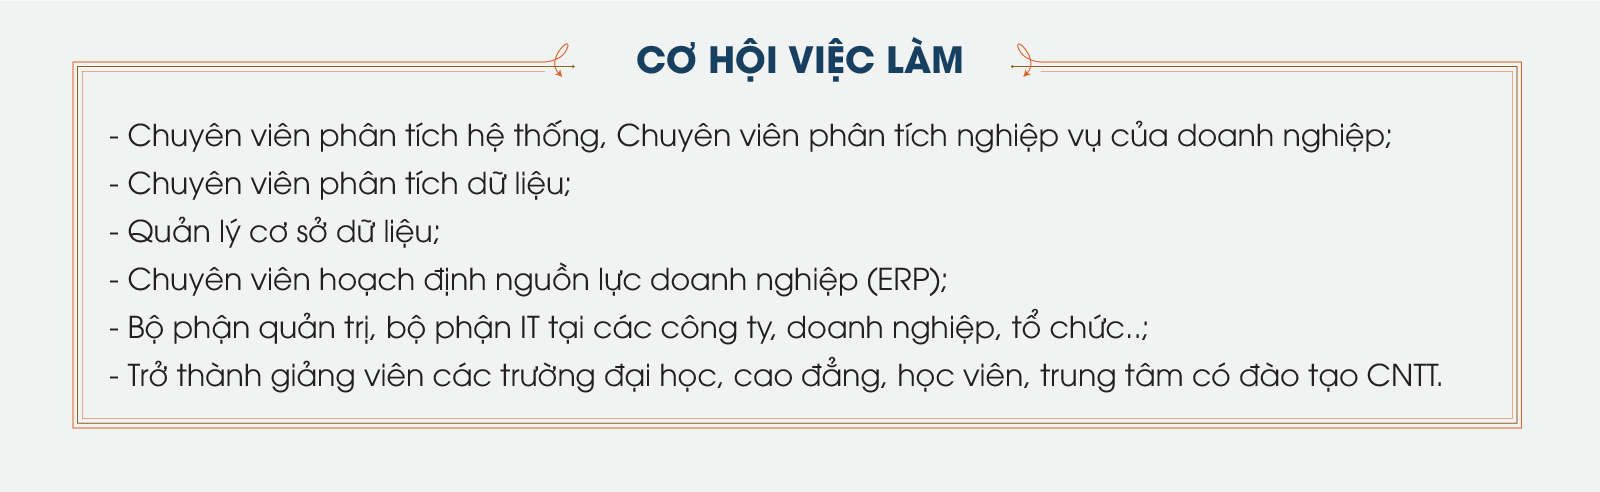 CƠ HỘI VIỆC LÀM
- Chuyên viên phân tích hệ thống, Chuyên viên phân tích nghiệp vụ của doanh nghiệp;
- Chuyên viên phân tích dữ liệu;
- Quản lý cơ sở dữ liệu;
- Chuyên viên hoạch định nguồn lực doanh nghiệp (ERP);
- Bộ phận quản trị, bộ phận IT tại các công ty, doanh nghiệp, tổ chức..;
- Trở thành giảng viên các trường đại học, cao đẳng, học viên, trung tâm có đào tạo CNTT.